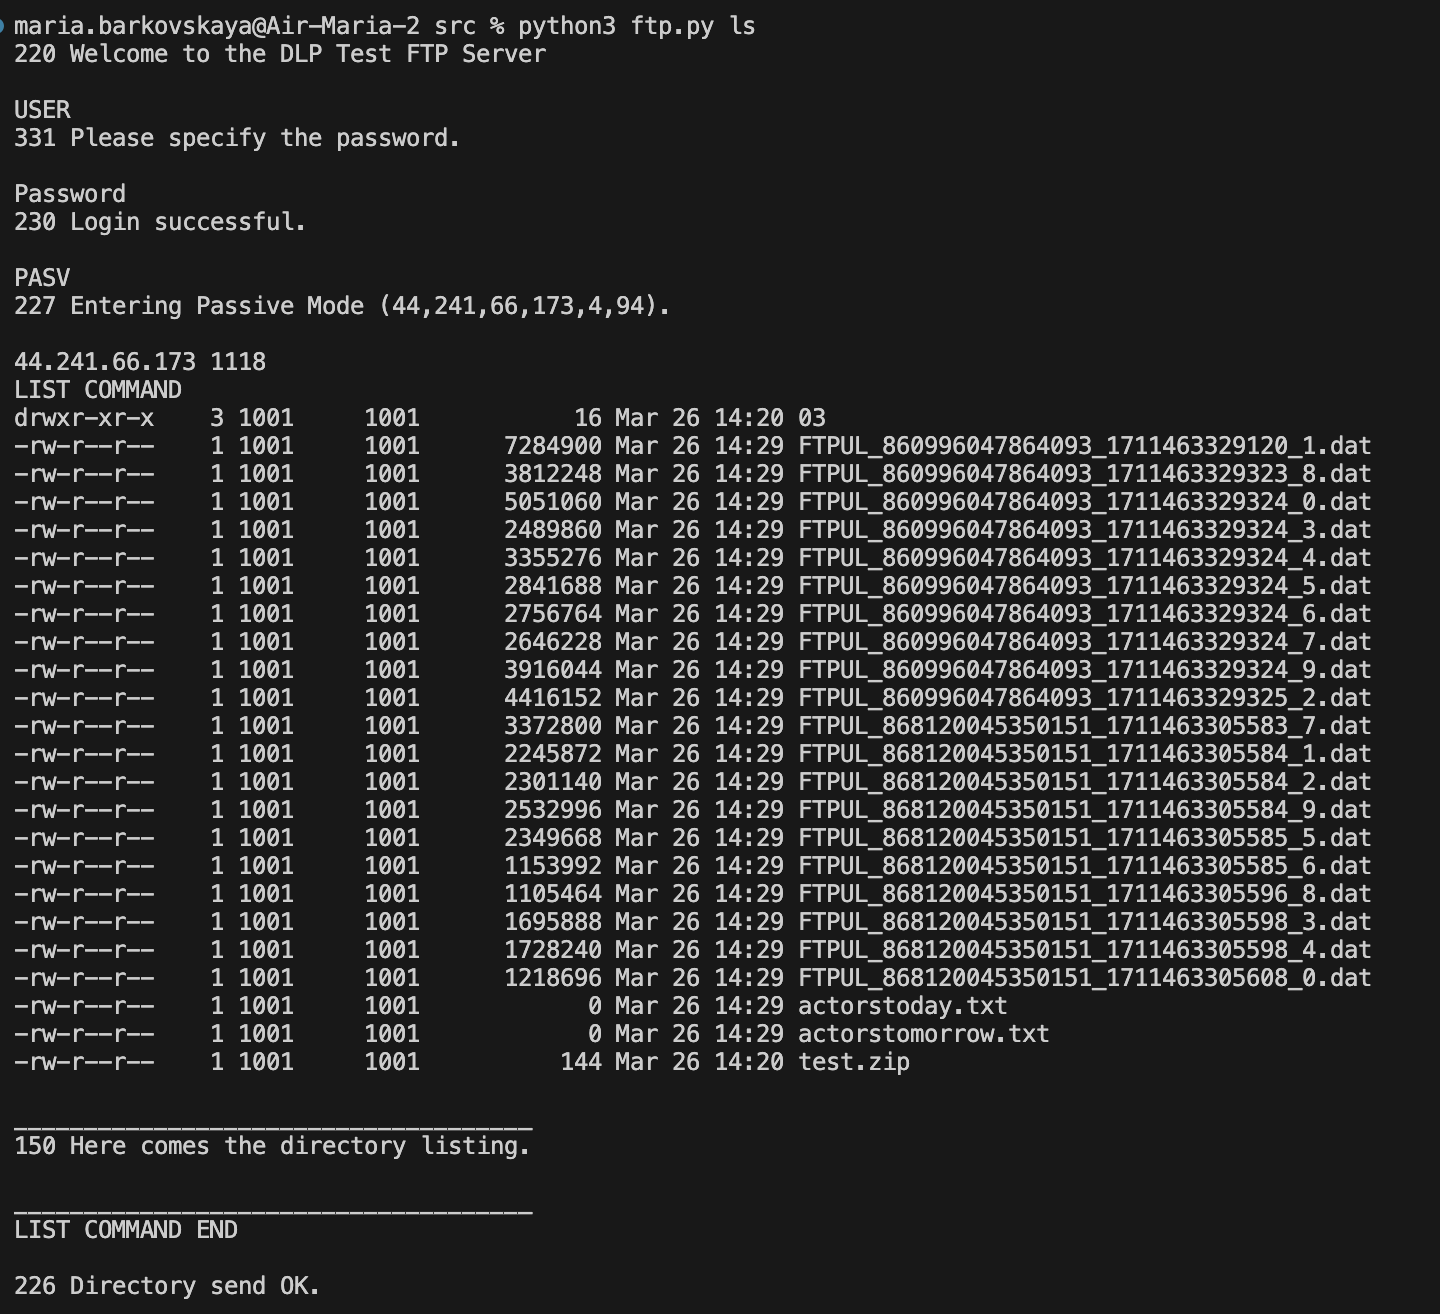 maria.barkovskaya@Air-Maria-2 src % python3 ftp.py ls
220 Welcome to the DLP Test FTP Server
USER
331 Please specify the password.
Password
230 Login successful.
PASV
227 Entering Passive Mode (44,241,66,173,4,94).
44.241.66.173 1118
LIST COMMAND
drwxr-xr-x    3 1001     1001           16 Mar 26 14:20 03
-rw-r--r--    1 1001     1001      7284900 Mar 26 14:29 FTPUL_860996047864093_1711463329120_1.dat
-rw-r--r--    1 1001     1001      3812248 Mar 26 14:29 FTPUL_860996047864093_1711463329323_8.dat
-rw-r--r--    1 1001     1001      5051060 Mar 26 14:29 FTPUL_860996047864093_1711463329324_0.dat
-rw-r--r--    1 1001     1001      2489860 Mar 26 14:29 FTPUL_860996047864093_1711463329324_3.dat
-rw-r--r--    1 1001     1001      3355276 Mar 26 14:29 FTPUL_860996047864093_1711463329324_4.dat
-rw-r--r--    1 1001     1001      2841688 Mar 26 14:29 FTPUL_860996047864093_1711463329324_5.dat
-rw-r--r--    1 1001     1001      2756764 Mar 26 14:29 FTPUL_860996047864093_1711463329324_6.dat
-rw-r--r--    1 1001     1001      2646228 Mar 26 14:29 FTPUL_860996047864093_1711463329324_7.dat
-rw-r--r--    1 1001     1001      3916044 Mar 26 14:29 FTPUL_860996047864093_1711463329324_9.dat
-rw-r--r--    1 1001     1001      4416152 Mar 26 14:29 FTPUL_860996047864093_1711463329325_2.dat
-rw-r--r--    1 1001     1001      3372800 Mar 26 14:29 FTPUL_868120045350151_1711463305583_7.dat
-rw-r--r--    1 1001     1001      2245872 Mar 26 14:29 FTPUL_868120045350151_1711463305584_1.dat
-rw-r--r--    1 1001     1001      2301140 Mar 26 14:29 FTPUL_868120045350151_1711463305584_2.dat
-rw-r--r--    1 1001     1001      2532996 Mar 26 14:29 FTPUL_868120045350151_1711463305584_9.dat
-rw-r--r--    1 1001     1001      2349668 Mar 26 14:29 FTPUL_868120045350151_1711463305585_5.dat
-rw-r--r--    1 1001     1001      1153992 Mar 26 14:29 FTPUL_868120045350151_1711463305585_6.dat
-rw-r--r--    1 1001     1001      1105464 Mar 26 14:29 FTPUL_868120045350151_1711463305596_8.dat
-rw-r--r--    1 1001     1001      1695888 Mar 26 14:29 FTPUL_868120045350151_1711463305598_3.dat
-rw-r--r--    1 1001     1001      1728240 Mar 26 14:29 FTPUL_868120045350151_1711463305598_4.dat
-rw-r--r--    1 1001     1001      1218696 Mar 26 14:29 FTPUL_868120045350151_1711463305608_0.dat
-rw-r--r--    1 1001     1001            0 Mar 26 14:29 actorstoday.txt
-rw-r--r--    1 1001     1001            0 Mar 26 14:29 actorstomorrow.txt
-rw-r--r--    1 1001     1001          144 Mar 26 14:20 test.zip
_____________________________________
150 Here comes the directory listing.
_____________________________________
LIST COMMAND END
226 Directory send OK.